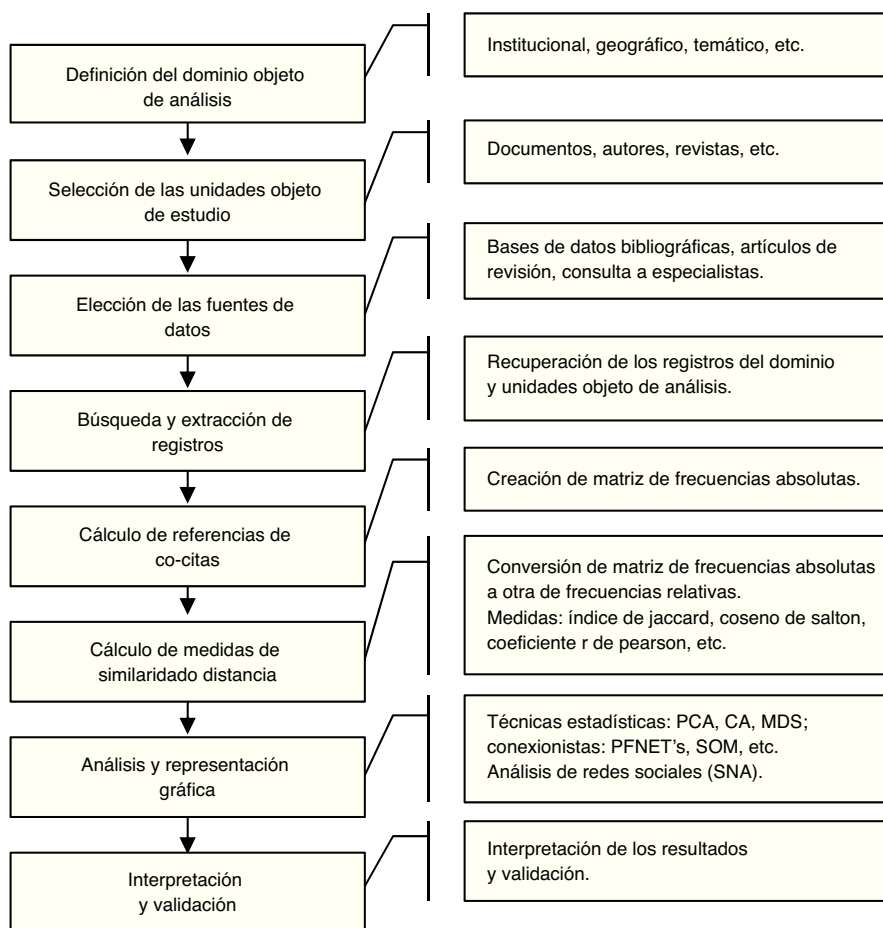 Definición del dominio objeto
de análisis
Institucional, geográfico, temático, etc.
Selección de las unidades objeto
de estudio
Documentos, autores, revistas, etc.
Elección de las fuentes de
datos
Bases de datos bibliográficas, artículos de
revisión, consulta a especialistas.
Búsqueda y extracción de
registros
Recuperación de los registros del dominio
y unidades objeto de análisis.
Cálculo de referencias de
co-citas
Creación de matriz de frecuencias absolutas.
Cálculo de medidas de
similaridado distancia
Conversión de matriz de frecuencias absolutas
a otra de frecuencias relativas.
Medidas: índice de jaccard, coseno de salton,
coeficiente r de pearson, etc.
Análisis y representación
gráfica
Técnicas estadísticas: PCA, CA, MDS;
conexionistas: PFNET’s, SOM, etc.
Análisis de redes sociales (SNA).
Interpretación
y validación
Interpretación de los resultados
y validación.